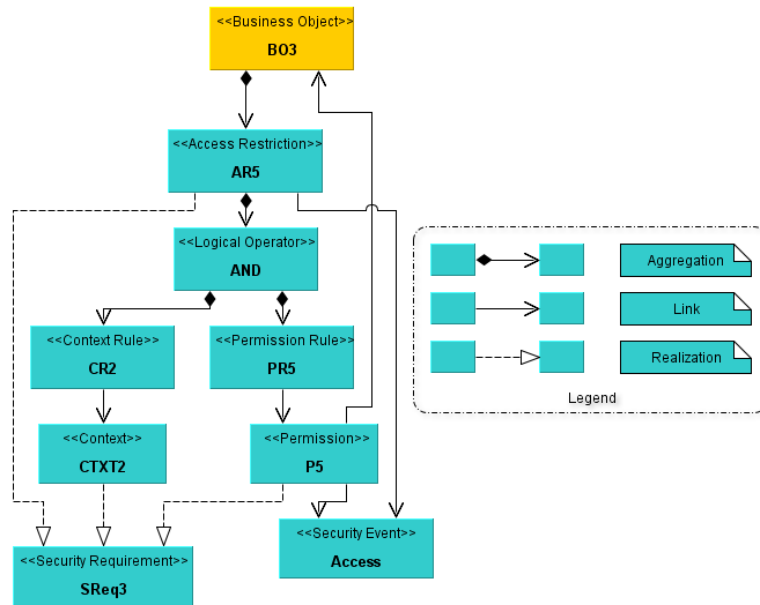 <<Business Object>>
BO3
<<Access Restriction>>
AR5
<<Logical Operator>>
AND
Aggregation
<<Context Rule>>
CR2
<<Permission Rule>>
PR5
Link
Realization
Legend
<<Context>>
CTXT2
<<Permission>>
P5
<<Security Event>>
Access
<<Security Requirement>>
SReq3